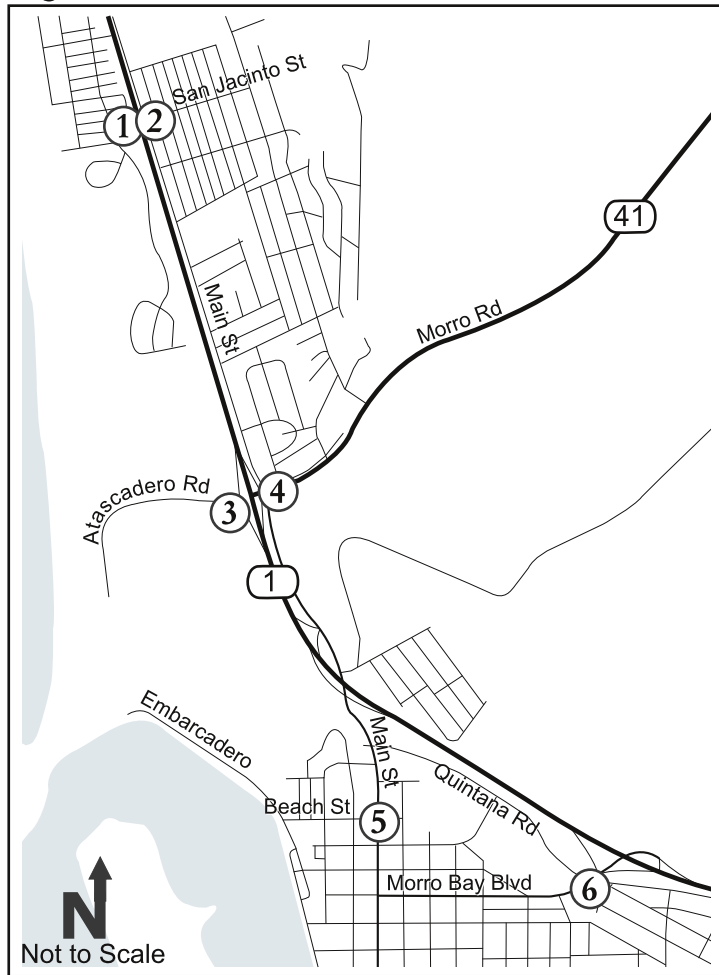 San Jacinto St
1
2
41
Main St
Morro Rd
Atascadero Rd
4
3
1
Embarcadero
Main St
Quintana Rd
Beach St
5
Morro Bay Blvd
6
N
Not to Scale